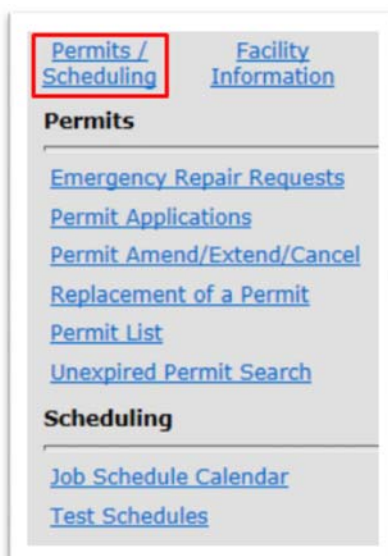 Permits / Facility
Scheduling Information
Permits
Emergency Repair Requests
Permit Applications
Permit Amend/Extend/Cancel
Replacement of a Permit
Permit List
Unexpired Permit Search
Scheduling
Job Schedule Calendar
Test Schedules